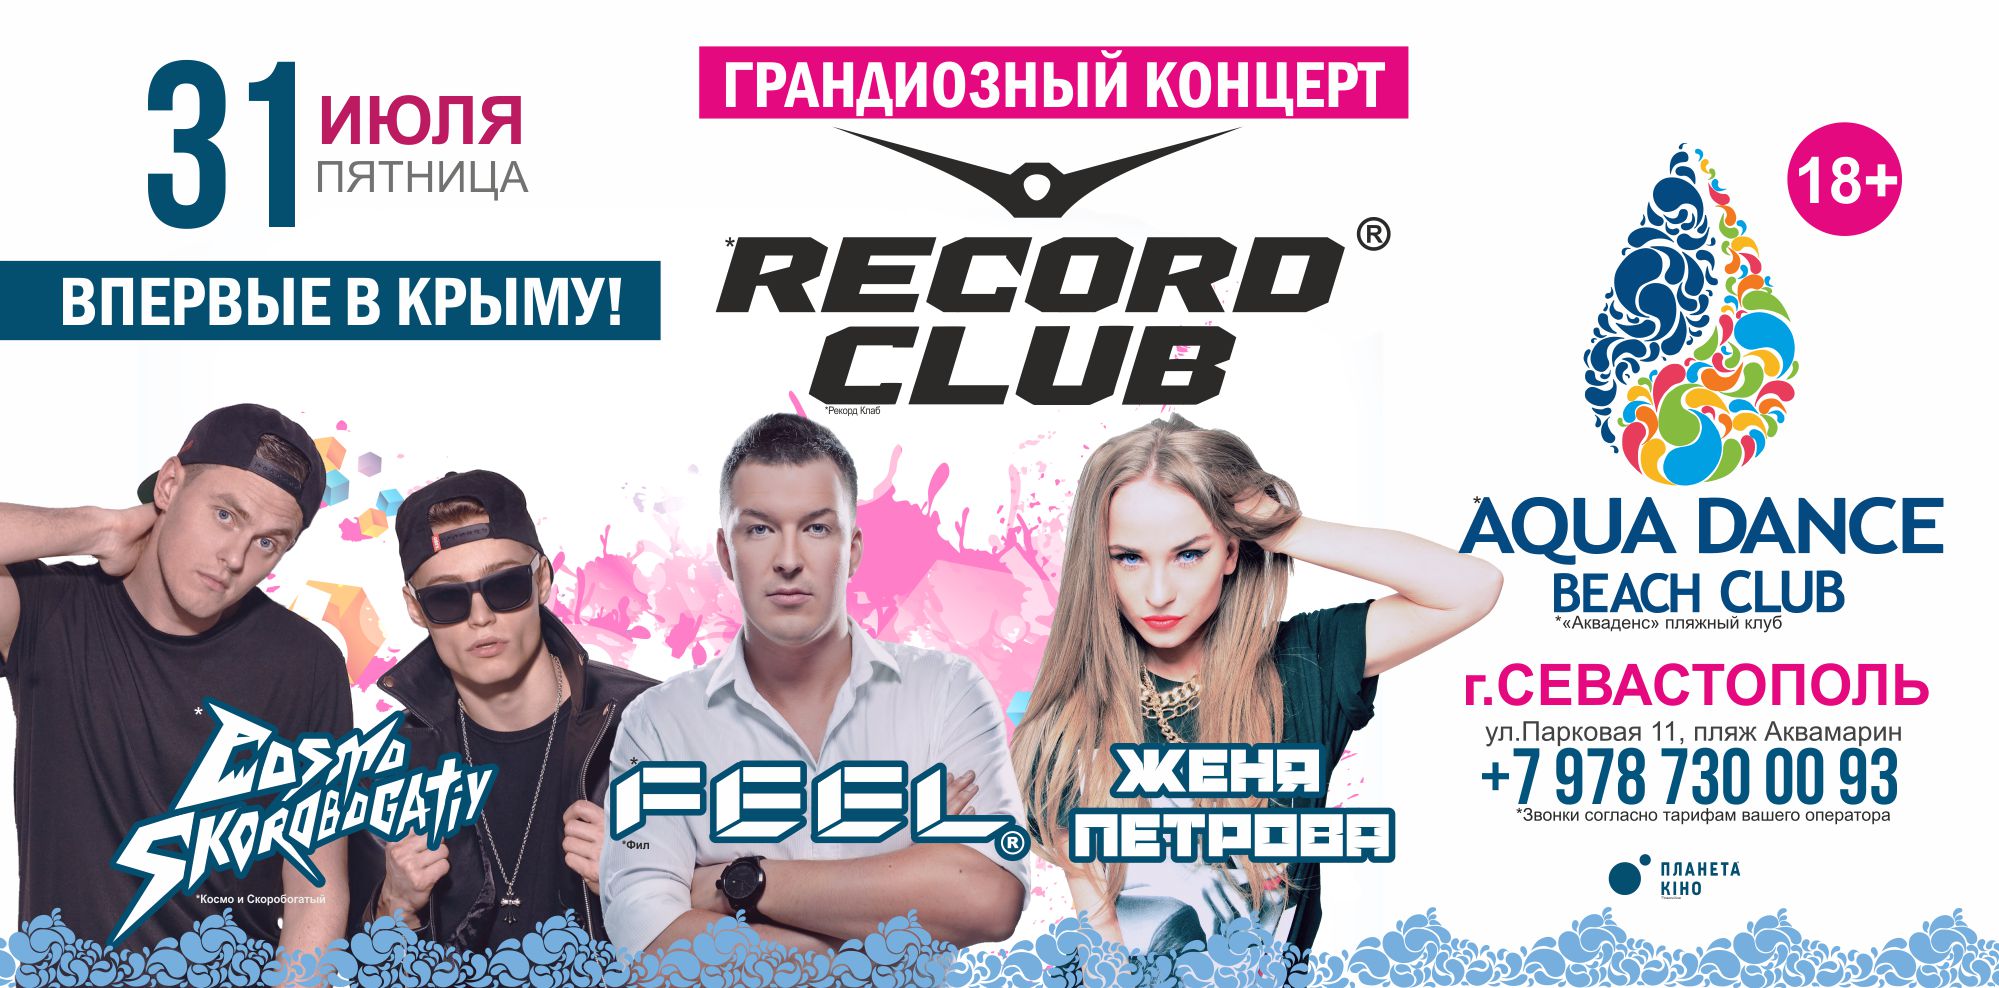 31
ИЮЛЯ
ПЯТНИЦА
ВПЕРВЫЕ В КРЫМУ!
ГРАНДИОЗНЫЙ КОНЦЕРТ
*RECORD®
CLUB
*Рекорд Клаб
18+
*AQUA DANCE
BEACH CLUB
*«Акваденс» пляжный клуб
г.СЕВАСТОПОЛЬ
ул.Парковая 11, пляж Аквамарин
+7 978 730 00 93
*Звонки согласно тарифам вашего оператора
ПЛАНЕТА
КІНО
*COSMO
SKOROBOGATIY
*Космо и Скоробогатый
*FEEL®
*Фил
ЖЕНЯ
ПЕТРОВА